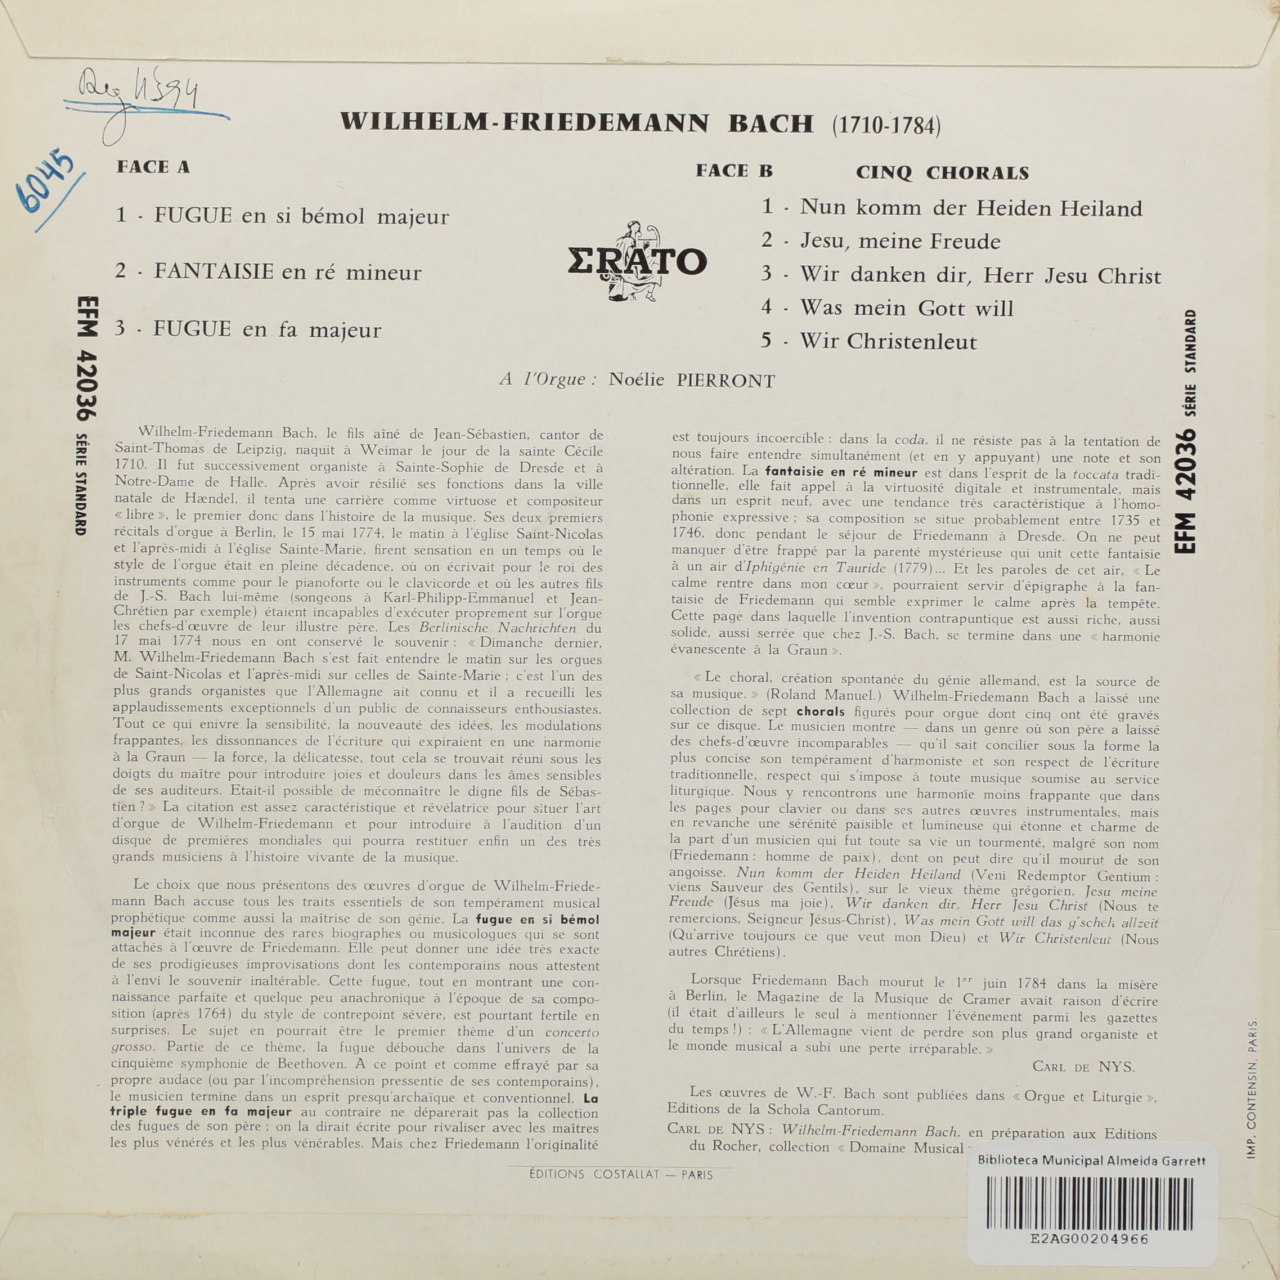 Reg 4594
6045
WILHELM-FRIEDEMANN BACH (1710-1784)
FACE A
1 - FUGUE en si bémol majeur
2 - FANTAISIE en ré mineur
3 - FUGUE en fa majeur
ERATO
FACE B CINQ CHORALS
1 - Nun komm der Heiden Heiland
2 - Jesu, meine Freude
3 - Wir danken dir, Herr Jesu Christ
4 - Was mein Gott will
5 - Wir Christenleut
A l'Orgue : Noélie PIERRONT
EFM 42036 SÉRIE STANDARD
Wilhelm-Friedemann Bach, le fils aîné de Jean-Sébastien, cantor de
Saint-Thomas de Leipzig, naquit à Weimar le jour de la sainte Cécile
1710. Il fut successivement organiste à Sainte-Sophie de Dresde et à
Notre-Dame de Halle. Après avoir résilié ses fonctions dans la ville
natale de Hændel, il tenta une carrière comme virtuose et compositeur
« libre », le premier donc dans l'histoire de la musique. Ses deux premiers
récitals d'orgue à Berlin, le 15 mai 1774, le matin à l'église Saint-Nicolas
et l'après-midi à l'église Sainte-Marie, firent sensation en un temps où le
style de l'orgue était en pleine décadence, où on écrivait pour le roi des
instruments comme pour le pianoforte ou le clavicorde et où les autres fils
de J.-S. Bach lui-même (songeons à Karl-Philipp-Emmanuel et Jean-
Chrétien par exemple) étaient incapables d'exécuter proprement sur l'orgue
les chefs-d'œuvre de leur illustre père. Les Berlinische Nachrichten du
17 mai 1774 nous en ont conservé le souvenir : « Dimanche dernier,
M. Wilhelm-Friedemann Bach s'est fait entendre le matin sur les orgues
de Saint-Nicolas et l'après-midi sur celles de Sainte-Marie ; c'est l'un des
plus grands organistes que l'Allemagne ait connu et il a recueilli les
applaudissements exceptionnels d'un public de connaisseurs enthousiastes.
Tout ce qui enivre la sensibilité, la nouveauté des idées, les modulations
frappantes, les dissonnances de l'écriture qui expiraient en une harmonie
à la Graun — la force, la délicatesse, tout cela se trouvait réuni sous les
doigts du maître pour introduire joies et douleurs dans les âmes sensibles
de ses auditeurs. Etait-il possible de méconnaître le digne fils de Sébas-
tien ? » La citation est assez caractéristique et révélatrice pour situer l'art
d'orgue de Wilhelm-Friedemann et pour introduire à l'audition d'un
disque de premières mondiales qui pourra restituer enfin un des très
grands musiciens à l'histoire vivante de la musique.
Le choix que nous présentons des œuvres d'orgue de Wilhelm-Friede-
mann Bach accuse tous les traits essentiels de son tempérament musical
prophétique comme aussi la maîtrise de son génie. La fugue en si bémol
majeur était inconnue des rares biographes ou musicologues qui se sont
attachés à l'œuvre de Friedemann. Elle peut donner une idée très exacte
de ses prodigieuses improvisations dont les contemporains nous attestent
à l'envi le souvenir inaltérable. Cette fugue, tout en montrant une con-
naissance parfaite et quelque peu anachronique à l'époque de sa compo-
sition (après 1764) du style de contrepoint sévère, est pourtant fertile en
surprises. Le sujet en pourrait être le premier thème d'un concerto
grosso. Partie de ce thème, la fugue débouche dans l'univers de la
cinquième symphonie de Beethoven. A ce point et comme effrayé par sa
propre audace (ou par l'incompréhension pressentie de ses contemporains),
le musicien termine dans un esprit presqu'archaïque et conventionnel. La
triple fugue en fa majeur au contraire ne déparerait pas la collection
des fugues de son père ; on la dirait écrite pour rivaliser avec les maîtres
les plus vénérés et les plus vénérables. Mais chez Friedemann l'originalité
est toujours incoercible : dans la coda, il ne résiste pas à la tentation de
nous faire entendre simultanément (et en y appuyant) une note et son
altération. La fantaisie en ré mineur est dans l'esprit de la toccata tradi-
tionnelle, elle fait appel à la virtuosité digitale et instrumentale, mais
dans un esprit neuf, avec une tendance très caractéristique à l'homo-
phonie expressive ; sa composition se situe probablement entre 1735 et
1746, donc pendant le séjour de Friedemann à Dresde. On ne peut
manquer d'être frappé par la parenté mystérieuse qui unit cette fantaisie
à un air d'Iphigénie en Tauride (1779)... Et les paroles de cet air, « Le
calme rentre dans mon cœur », pourraient servir d'épigraphe à la fan-
taisie de Friedemann qui semble exprimer le calme après la tempête.
Cette page dans laquelle l'invention contrapuntique est aussi riche, aussi
solide, aussi serrée que chez J.-S. Bach, se termine dans une « harmonie
évanescente à la Graun ».
« Le choral, création spontanée du génie allemand, est la source de
sa musique. » (Roland Manuel.) Wilhelm-Friedemann Bach a laissé une
collection de sept chorals figurés pour orgue dont cinq ont été gravés
sur ce disque. Le musicien montre — dans un genre où son père a laissé
des chefs-d'œuvre incomparables — qu'il sait concilier sous la forme la
plus concise son tempérament d'harmoniste et son respect de l'écriture
traditionnelle, respect qui s'impose à toute musique soumise au service
liturgique. Nous y rencontrons une harmonie moins frappante que dans
les pages pour clavier ou dans ses autres œuvres instrumentales, mais
en revanche une sérénité paisible et lumineuse qui étonne et charme de
la part d'un musicien qui fut toute sa vie un tourmenté, malgré son nom
(Friedemann : homme de paix), dont on peut dire qu'il mourut de son
angoisse. Nun komm der Heiden Heiland (Veni Redemptor Gentium :
viens Sauveur des Gentils), sur le vieux thème grégorien, Jesu meine
Freude (Jésus ma joie), Wir danken dir, Herr Jesu Christ (Nous te
remercions, Seigneur Jésus-Christ), Was mein Gott will das g'scheh allzeit
(Qu'arrive toujours ce que veut mon Dieu) et Wir Christenleut (Nous
autres Chrétiens).
Lorsque Friedemann Bach mourut le 1er juin 1784 dans la misère
à Berlin, le Magazine de la Musique de Cramer avait raison d'écrire
(il était d'ailleurs le seul à mentionner l'événement parmi les gazettes
du temps !) : « L'Allemagne vient de perdre son plus grand organiste et
le monde musical a subi une perte irréparable. »
CARL DE NYS.
Les œuvres de W.-F. Bach sont publiées dans « Orgue et Liturgie »,
Editions de la Schola Cantorum.
CARL DE NYS : Wilhelm-Friedemann Bach, en préparation aux Editions
du Rocher, collection « Domaine Musical
EFM 42036 SÉRIE STANDARD
ÉDITIONS COSTALLAT — PARIS
IMP. CONTENSIN, PARIS.
Biblioteca Municipal Almeida Garrett
E2AG00204966